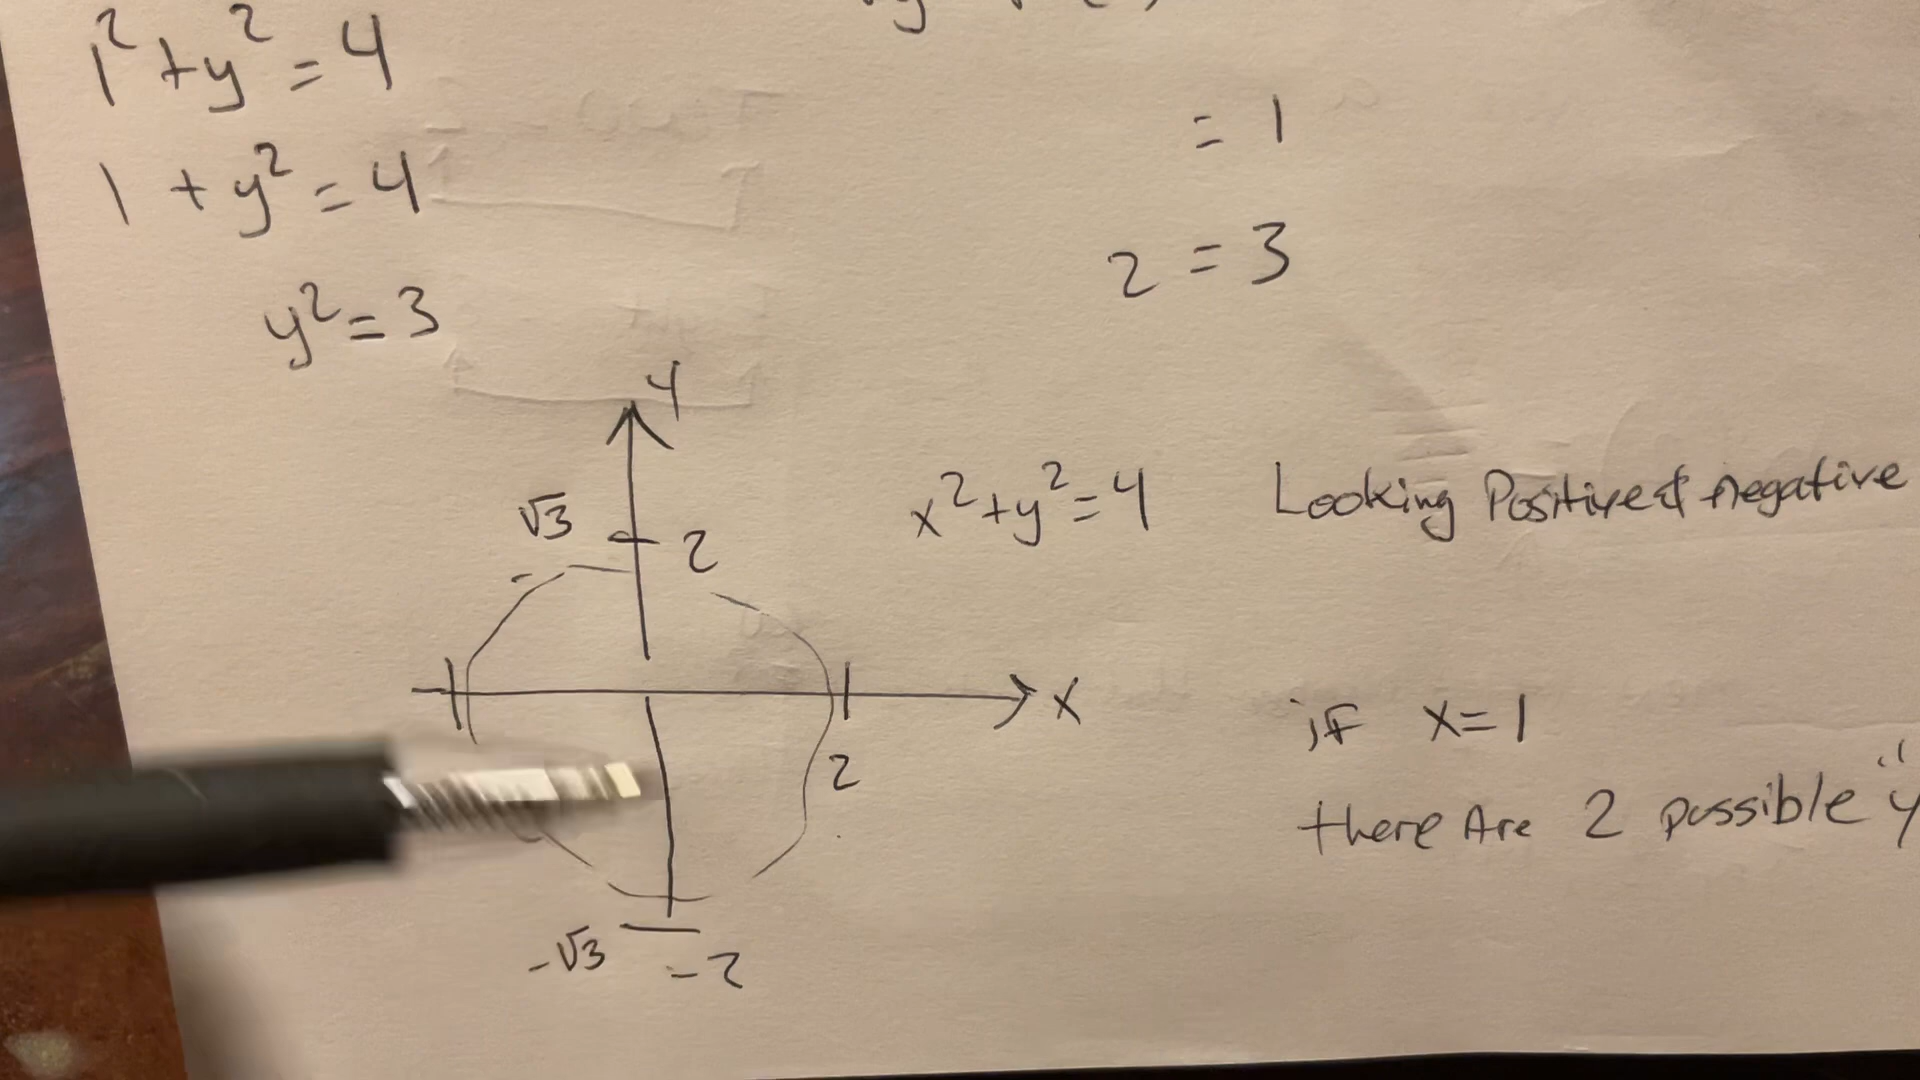 1² + y² = 4
1 + y² = 4
y² = 3
= 1
2 = 3
y
√3
2
x² + y² = 4
Looking Positive & negative
x
2
if x = 1
there Are 2 possible "y
-√3
-2